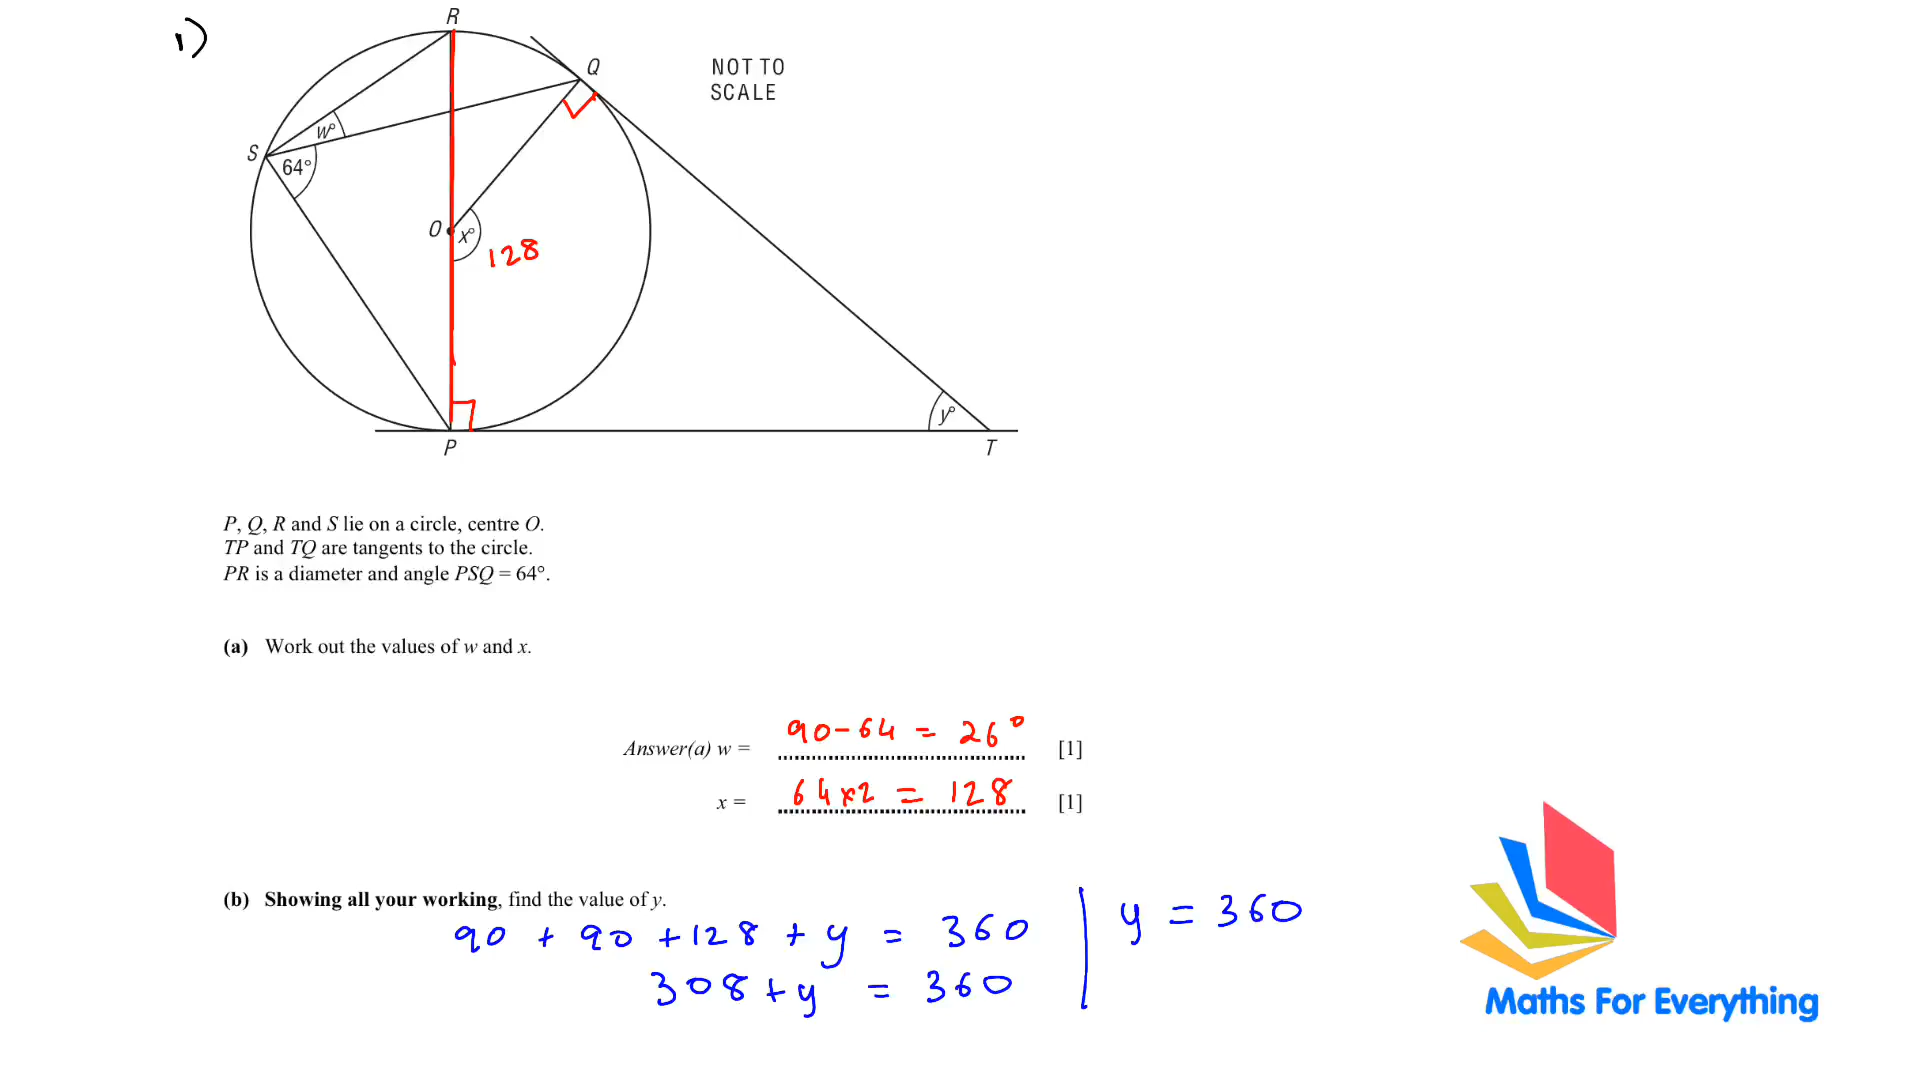 1)
R
Q
NOT TO
SCALE
w°
S
64°
O
x°
128
y°
P
T
P, Q, R and S lie on a circle, centre O.
TP and TQ are tangents to the circle.
PR is a diameter and angle PSQ = 64°.
(a) Work out the values of w and x.
90-64 = 26°
Answer(a) w = [1]
64x2 = 128
x = [1]
(b) Showing all your working, find the value of y.
90 + 90 + 128 + y = 360
308 + y = 360
y = 360
Maths For Everything